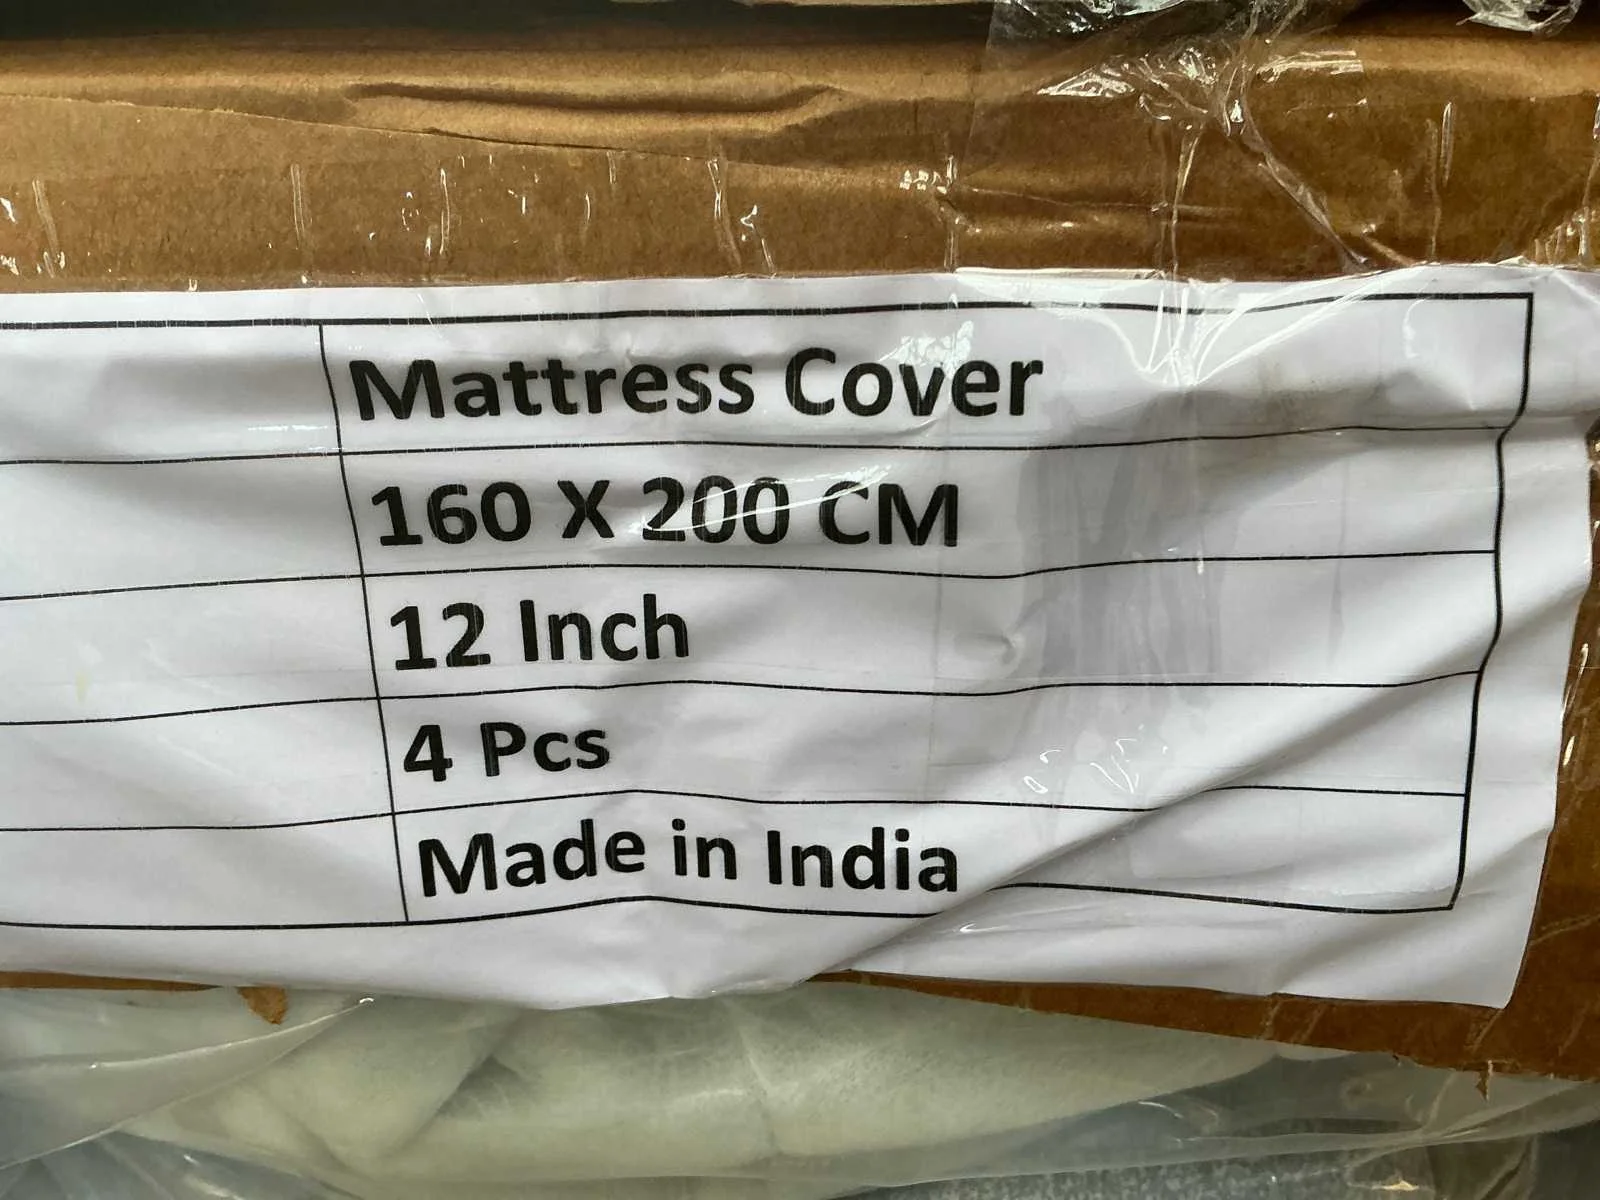 Mattress Cover
160 X 200 CM
12 Inch
4 Pcs
Made in India